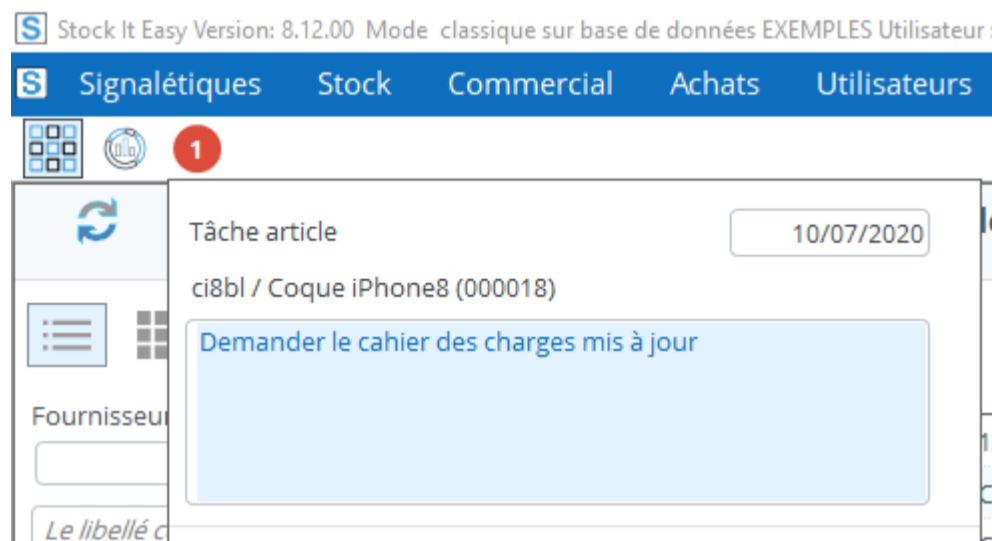 S Stock It Easy Version: 8.12.00 Mode classique sur base de données EXEMPLES Utilisateur :
S Signalétiques Stock Commercial Achats Utilisateurs
1
Tâche article 10/07/2020
ci8bl / Coque iPhone8 (000018)
Demander le cahier des charges mis à jour
Fournisseur
Le libellé c